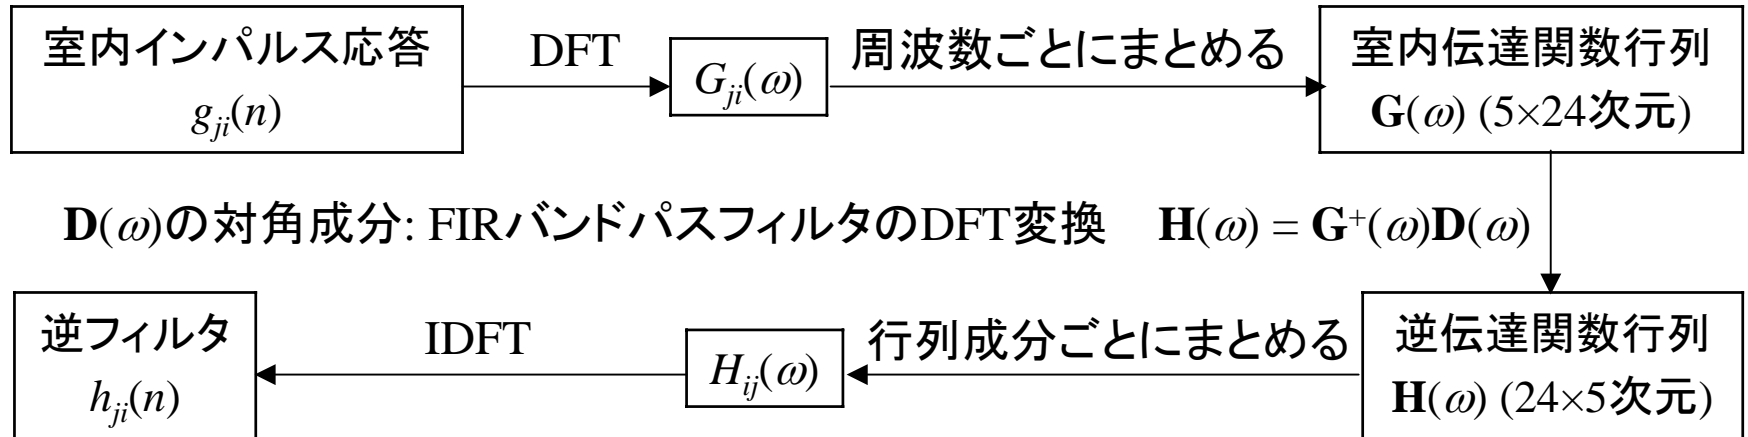 室内インパルス応答
g_ji(n)
DFT
G_ji(ω)
周波数ごとにまとめる
室内伝達関数行列
G(ω) (5×24次元)
D(ω)の対角成分: FIRバンドパスフィルタのDFT変換 H(ω) = G⁺(ω)D(ω)
逆伝達関数行列
H(ω) (24×5次元)
行列成分ごとにまとめる
H_ij(ω)
IDFT
逆フィルタ
h_ji(n)